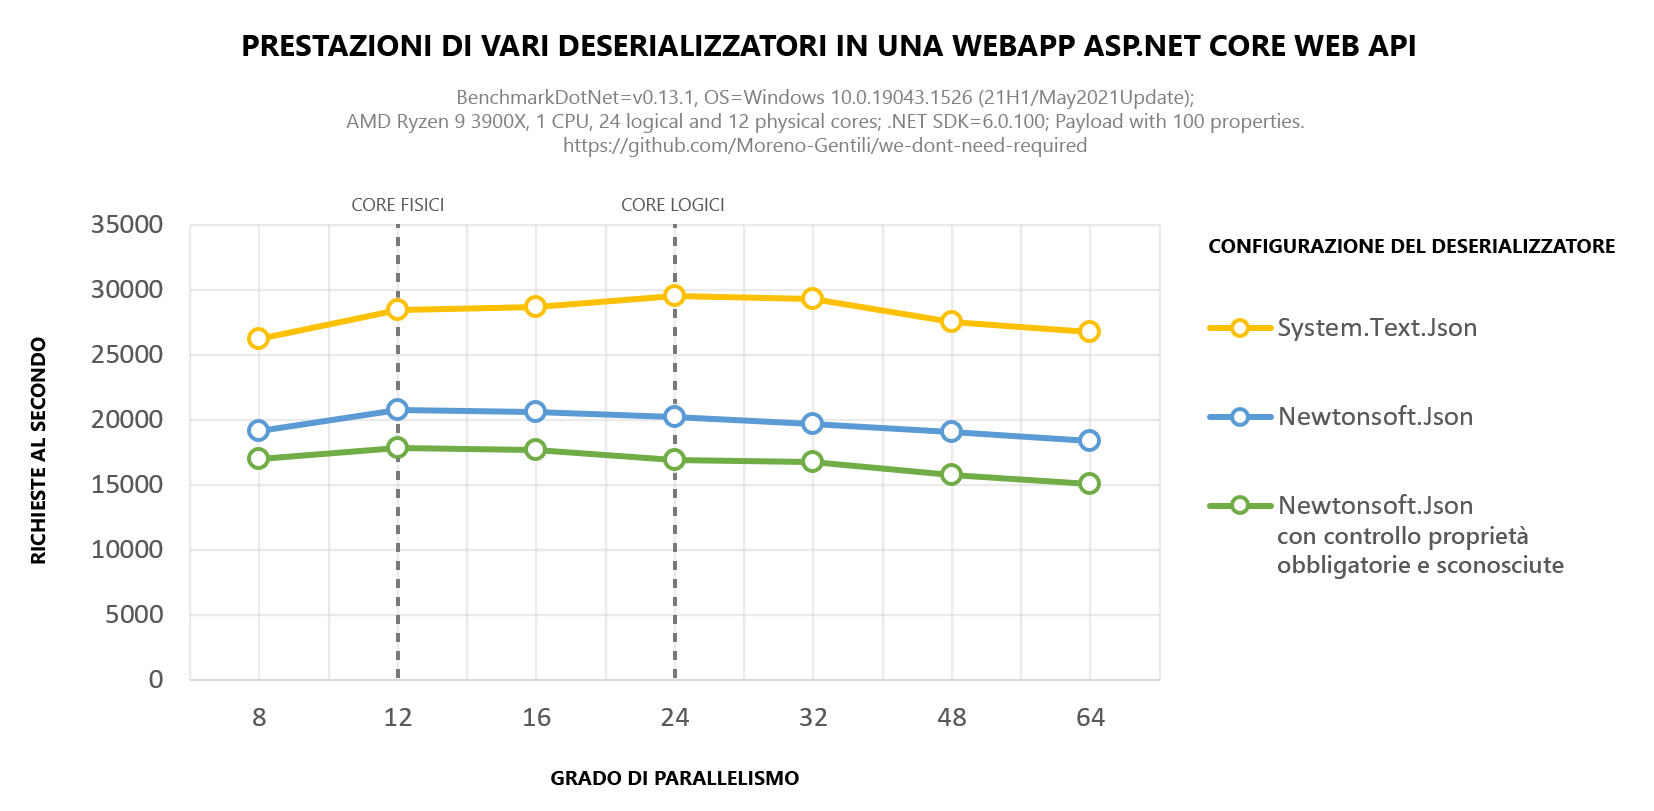 PRESTAZIONI DI VARI DESERIALIZZATORI IN UNA WEBAPP ASP.NET CORE WEB API
BenchmarkDotNet=v0.13.1, OS=Windows 10.0.19043.1526 (21H1/May2021Update);
AMD Ryzen 9 3900X, 1 CPU, 24 logical and 12 physical cores; .NET SDK=6.0.100; Payload with 100 properties.
https://github.com/Moreno-Gentili/we-dont-need-required
CORE FISICI
CORE LOGICI
35000
30000
25000
20000
15000
10000
5000
0
RICHIESTE AL SECONDO
8
12
16
24
32
48
64
GRADO DI PARALLELISMO
CONFIGURAZIONE DEL DESERIALIZZATORE
System.Text.Json
Newtonsoft.Json
Newtonsoft.Json
con controllo proprietà
obbligatorie e sconosciute